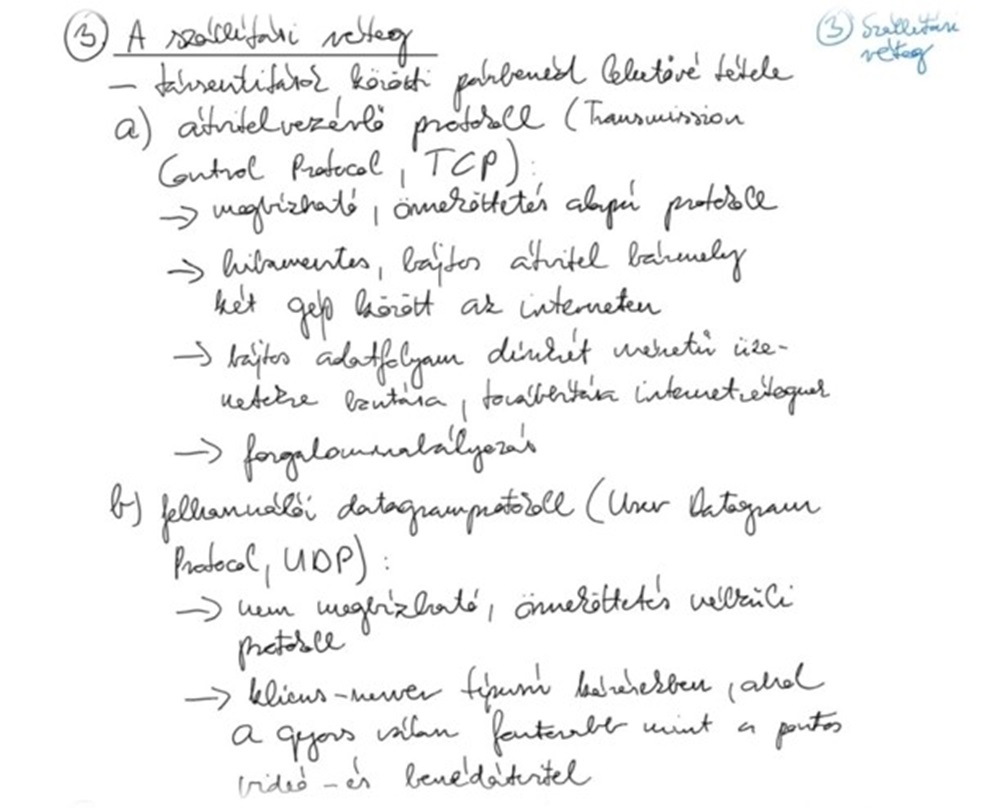 ③ A szállítási réteg
③ Szállítási
réteg
– társentitások közötti párbeszéd lehetővé tétele
a) átvitelvezérlő protokoll (Transmission
Control Protocol, TCP):
→ megbízható, összeköttetés alapú protokoll
→ hibamentes, bájtos átvitel bármely
két gép között az interneten
→ bájtos adatfolyam diszkrét méretű üze-
netekre bontása, továbbítása internetrétegnek
→ forgalomszabályozás
b) felhasználói datagramprotokoll (User Datagram
Protocol, UDP):
→ nem megbízható, összeköttetés nélküli
protokoll
→ kliens-szerver típusú kérésekben, ahol
a gyors válasz fontosabb mint a pontos
videó – és beszédátvitel